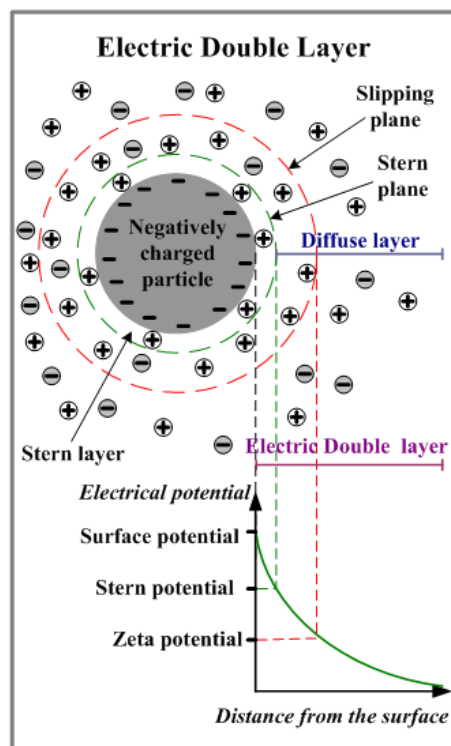 Electric Double Layer
Slipping
plane
Stern
plane
Negatively
charged
particle
Diffuse layer
Stern layer
Electric Double layer
Electrical potential
Surface potential
Stern potential
Zeta potential
Distance from the surface